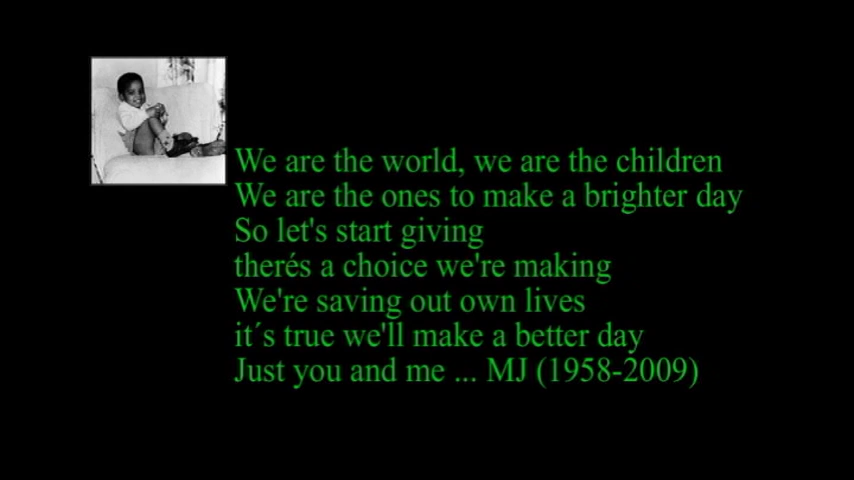 We are the world, we are the children
We are the ones to make a brighter day
So let's start giving
therés a choice we're making
We're saving out own lives
it´s true we'll make a better day
Just you and me ... MJ (1958-2009)